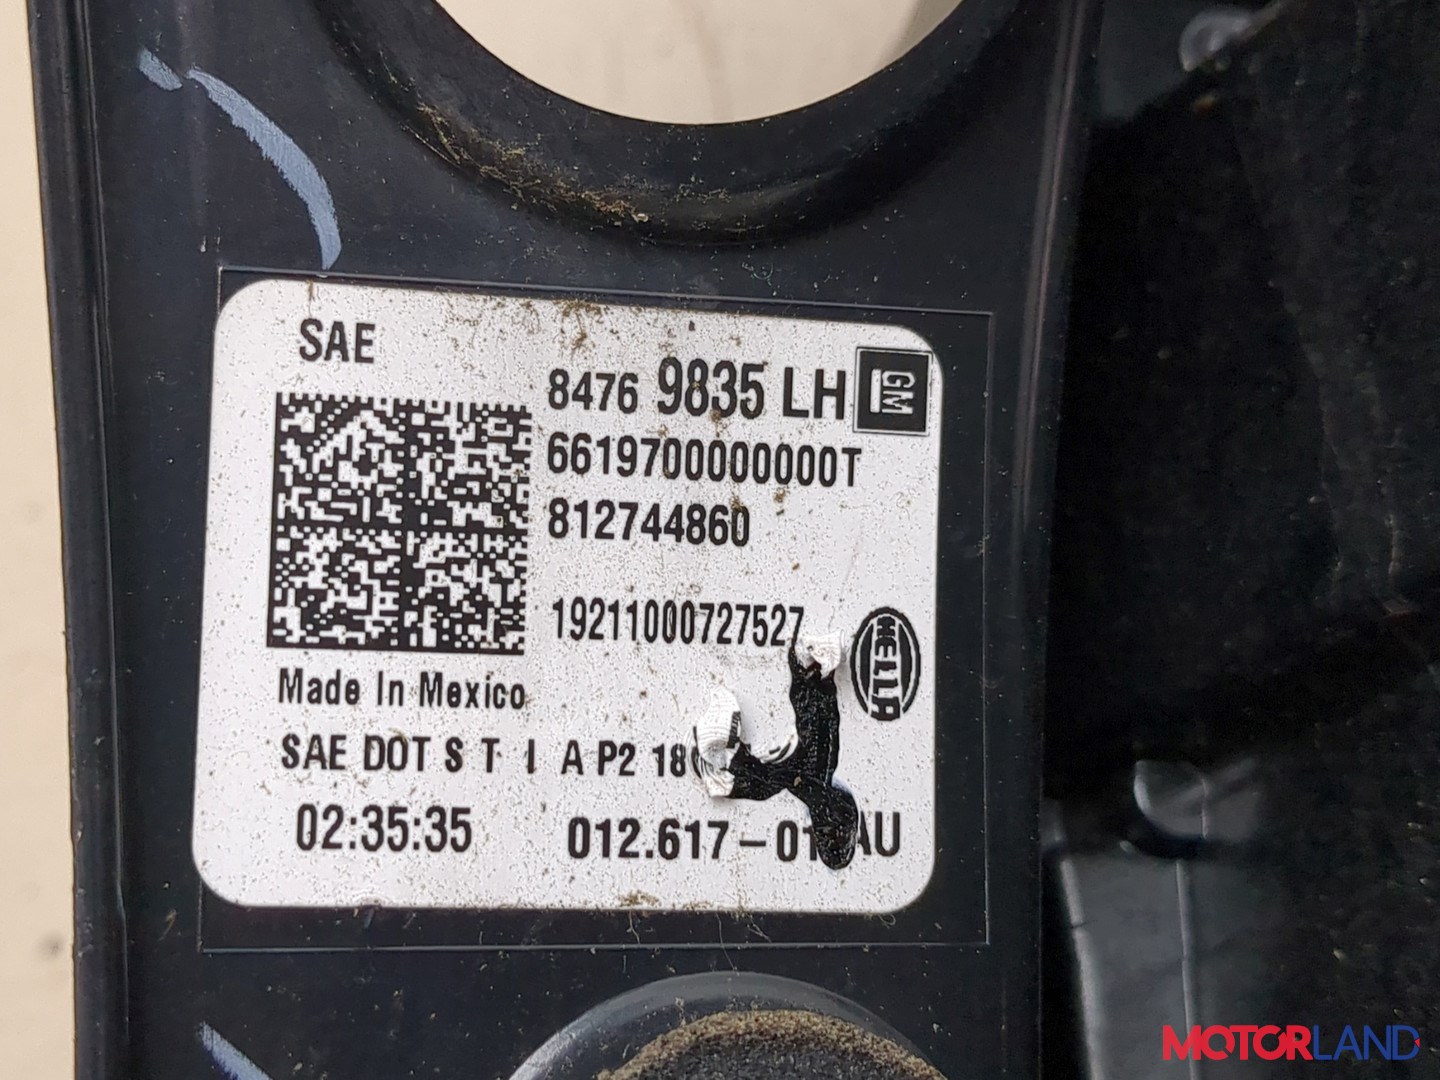 SAE
8476 9835 LH GM
6619700000000T
812744860
19211000727527
HELLA
Made In Mexico
SAE DOT S T I A P2
02:35:35
012.617-01 AU
MOTORLAND